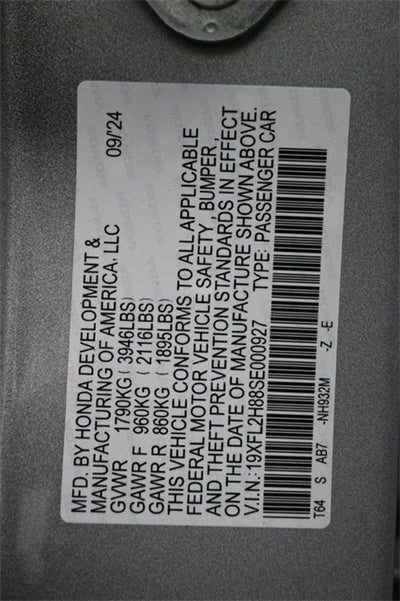 MFD. BY HONDA DEVELOPMENT &
MANUFACTURING OF AMERICA, LLC 09/'24
GVWR 1790KG ( 3946LBS)
GAWR F 960KG ( 2116LBS)
GAWR R 860KG ( 1895LBS)
THIS VEHICLE CONFORMS TO ALL APPLICABLE
FEDERAL MOTOR VEHICLE SAFETY, BUMPER,
AND THEFT PREVENTION STANDARDS IN EFFECT
ON THE DATE OF MANUFACTURE SHOWN ABOVE.
V.I.N.:19XFL2H88SE000927 TYPE: PASSENGER CAR
T64 S AB7 -NH932M -Z -E